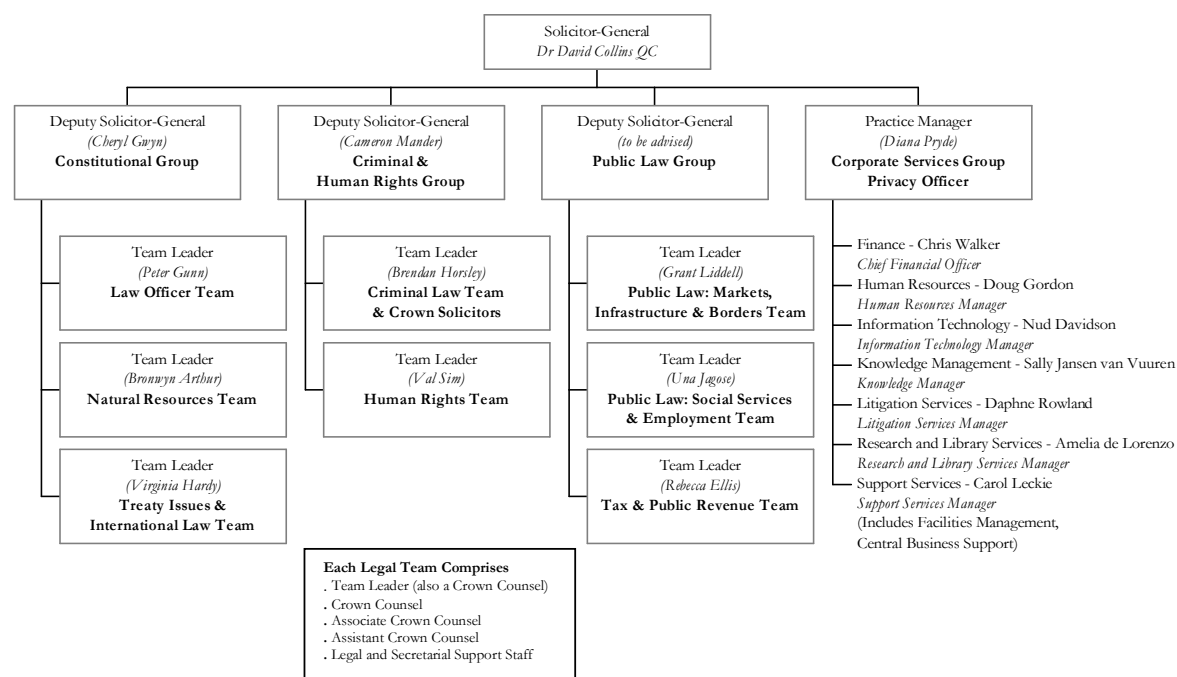 Solicitor-General
Dr David Collins QC
Deputy Solicitor-General
(Cheryl Gwyn)
Constitutional Group
Deputy Solicitor-General
(Cameron Mander)
Criminal &
Human Rights Group
Deputy Solicitor-General
(to be advised)
Public Law Group
Practice Manager
(Diana Pryde)
Corporate Services Group
Privacy Officer
Team Leader
(Peter Gunn)
Law Officer Team
Team Leader
(Bronwyn Arthur)
Natural Resources Team
Team Leader
(Virginia Hardy)
Treaty Issues &
International Law Team
Team Leader
(Brendan Horsley)
Criminal Law Team
& Crown Solicitors
Team Leader
(Val Sim)
Human Rights Team
Team Leader
(Grant Liddell)
Public Law: Markets,
Infrastructure & Borders Team
Team Leader
(Una Jagose)
Public Law: Social Services
& Employment Team
Team Leader
(Rebecca Ellis)
Tax & Public Revenue Team
Finance - Chris Walker
Chief Financial Officer
Human Resources - Doug Gordon
Human Resources Manager
Information Technology - Nud Davidson
Information Technology Manager
Knowledge Management - Sally Jansen van Vuuren
Knowledge Manager
Litigation Services - Daphne Rowland
Litigation Services Manager
Research and Library Services - Amelia de Lorenzo
Research and Library Services Manager
Support Services - Carol Leckie
Support Services Manager
(Includes Facilities Management,
Central Business Support)
Each Legal Team Comprises
. Team Leader (also a Crown Counsel)
. Crown Counsel
. Associate Crown Counsel
. Assistant Crown Counsel
. Legal and Secretarial Support Staff